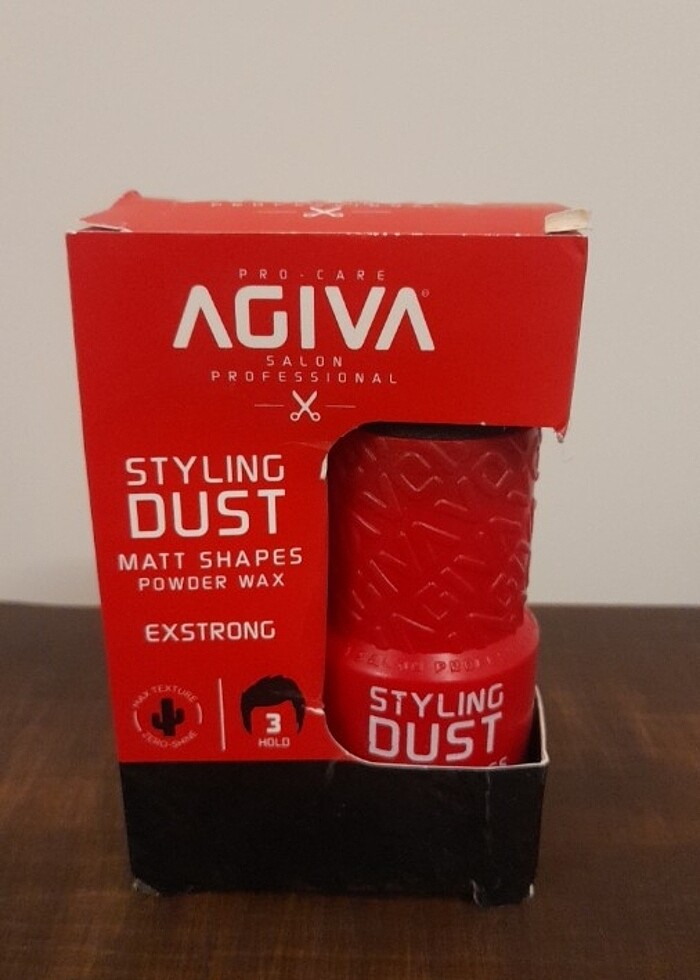 PRO-CARE
AGIVA®
SALON
PROFESSIONAL
STYLING
DUST
MATT SHAPES
POWDER WAX
EXSTRONG
MAX TEXTURE
ZERO-SHINE
3
HOLD
STYLING
DUST